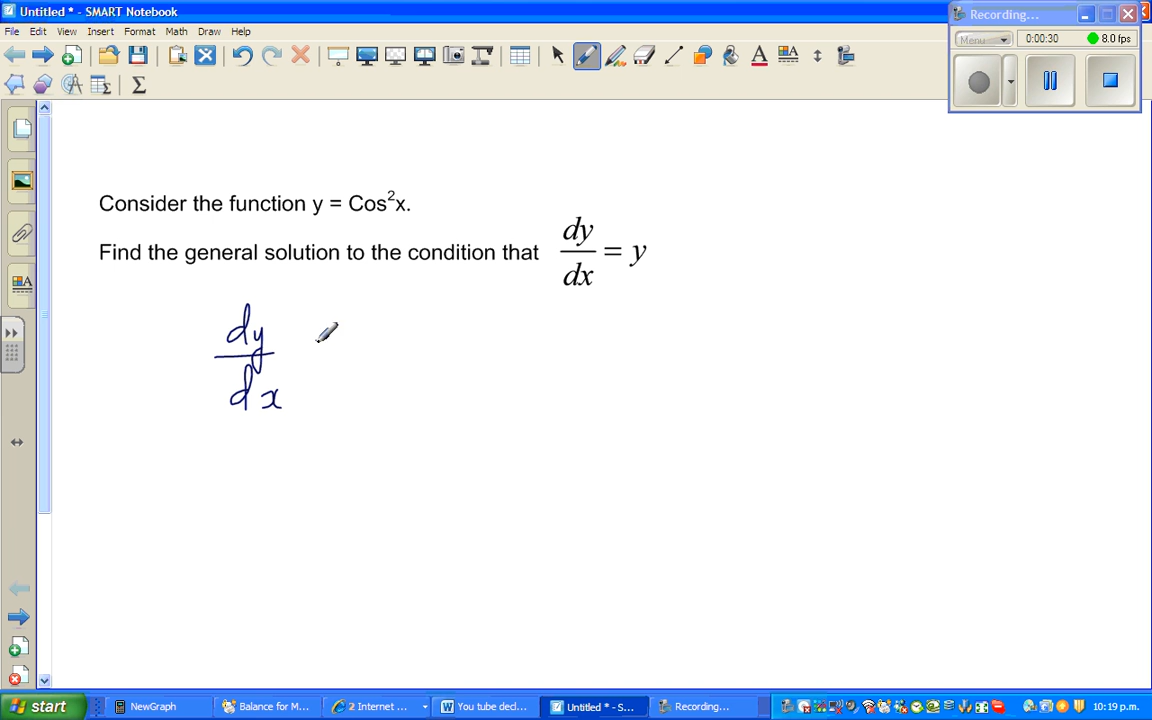 Untitled * - SMART Notebook
Recording...
File Edit View Insert Format Math Draw Help
Menu
0:00:30
8.0 fps
Consider the function y = Cos²x.
Find the general solution to the condition that dy/dx = y
dy
dx
start
NewGraph
Balance for M...
2 Internet ...
You tube decl...
Untitled * - S...
Recording...
10:19 p.m.